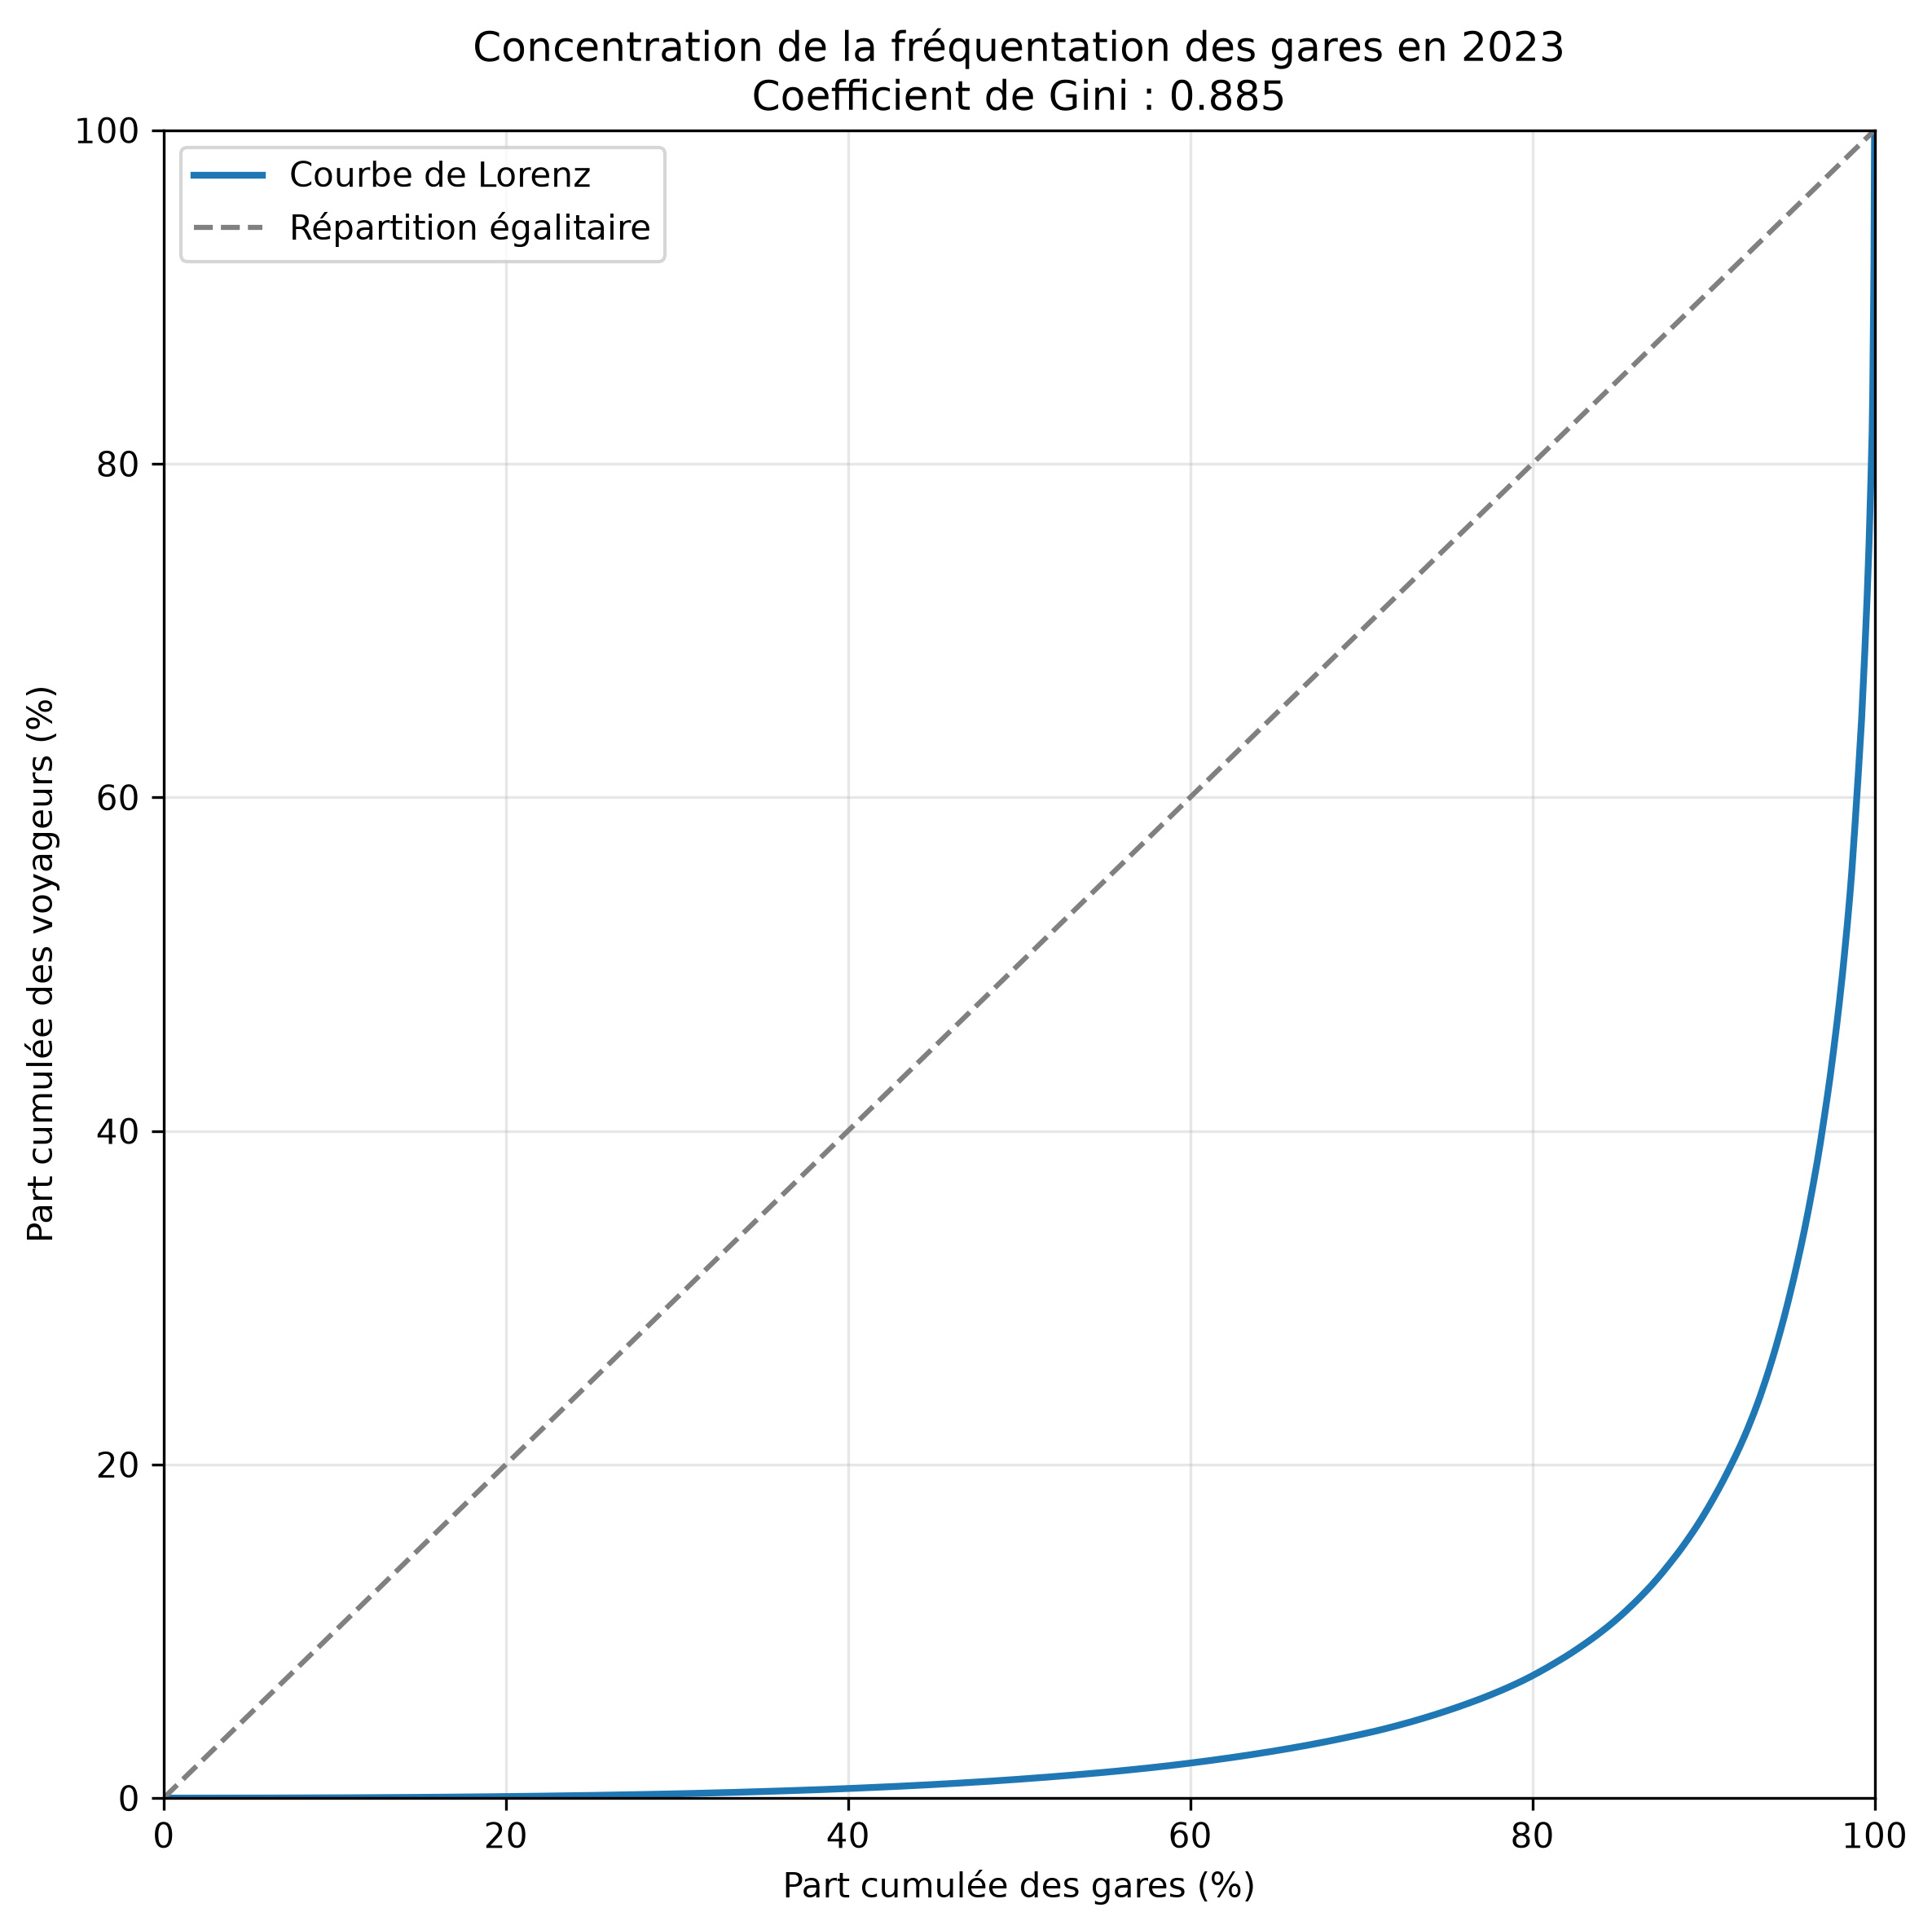 Concentration de la fréquentation des gares en 2023
Coefficient de Gini : 0.885
Courbe de Lorenz
Répartition égalitaire
Part cumulée des voyageurs (%)
100
80
60
40
20
0
0 20 40 60 80 100
Part cumulée des gares (%)